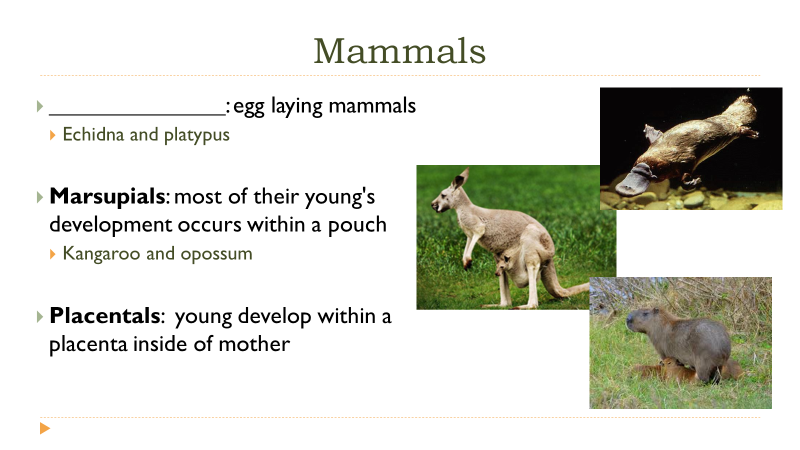 Mammals
_______________: egg laying mammals
Echidna and platypus
Marsupials: most of their young's
development occurs within a pouch
Kangaroo and opossum
Placentals: young develop within a
placenta inside of mother